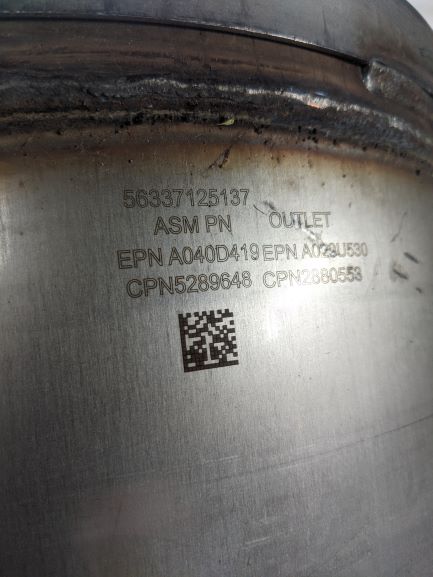 56337125137
ASM PN OUTLET
EPN A040D419 EPN A029U530
CPN5289648 CPN2880553